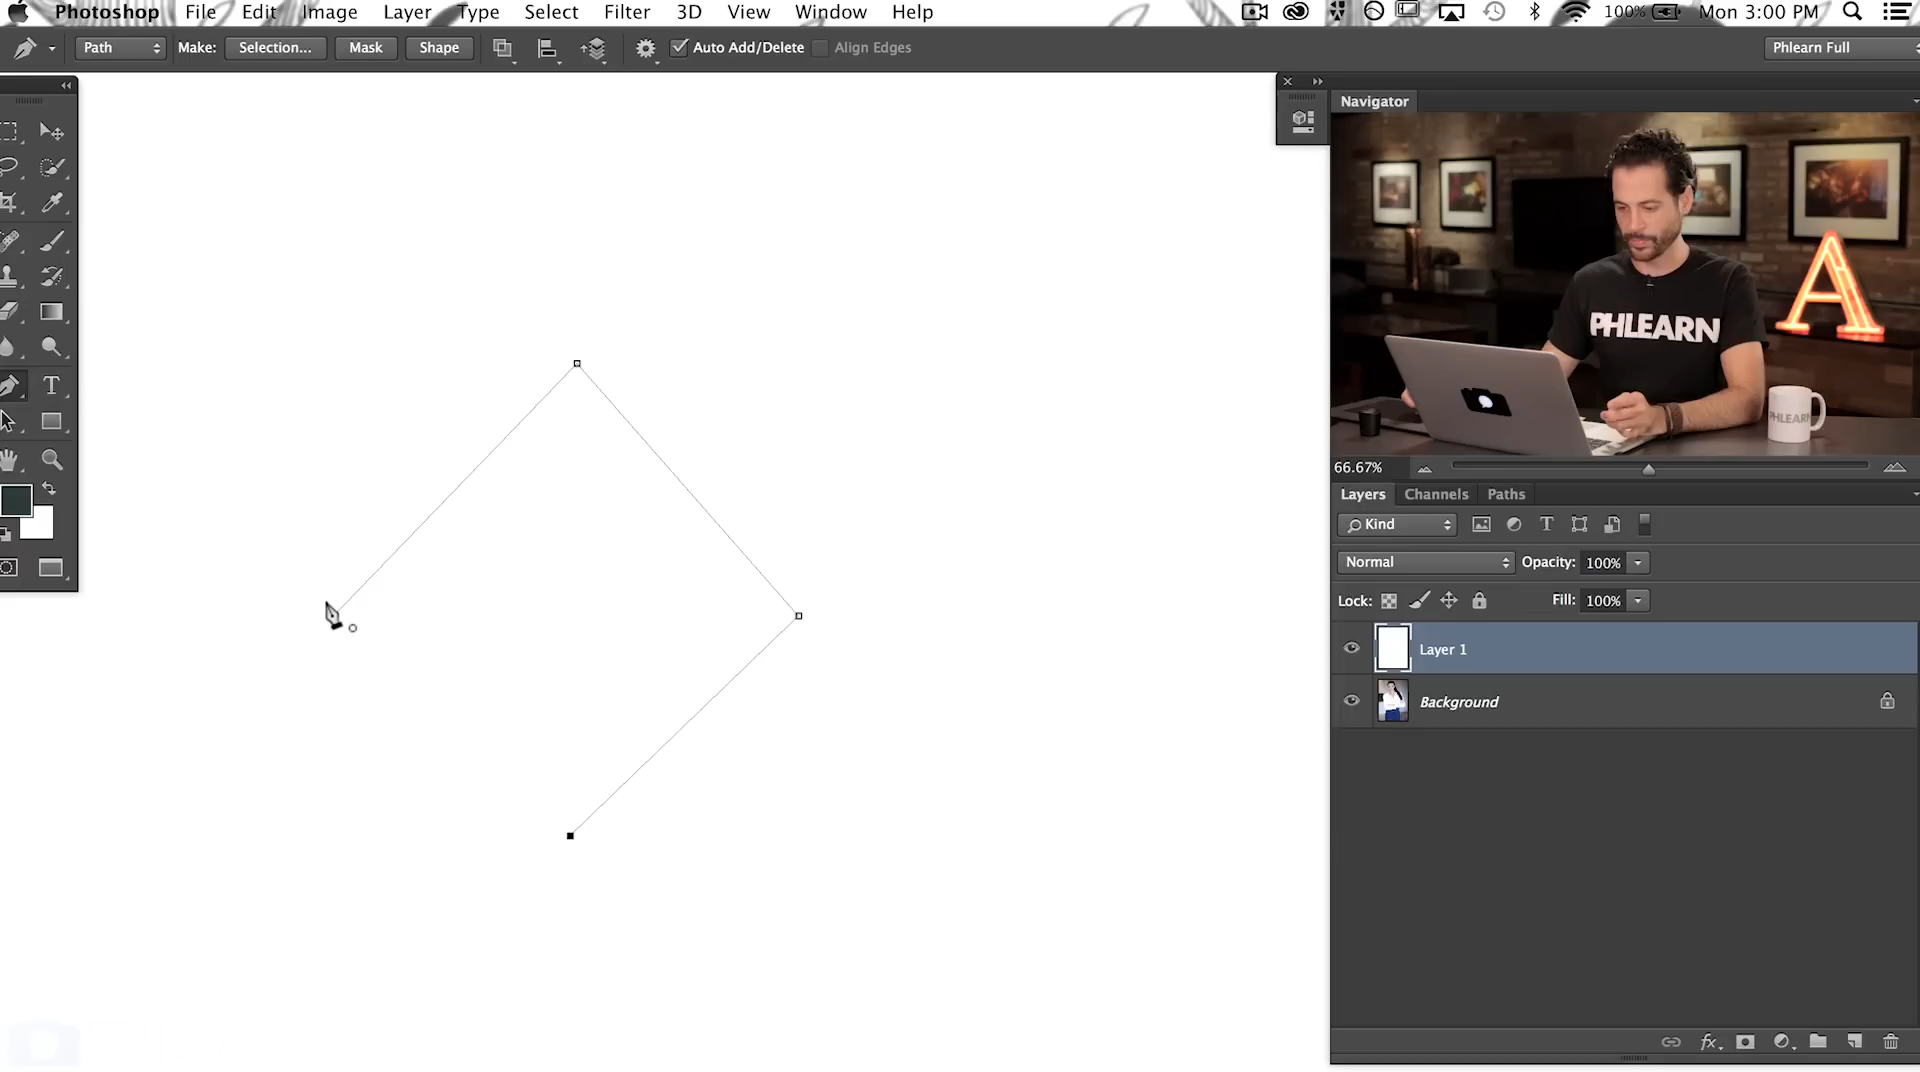 Photoshop File Edit Image Layer Type Select Filter 3D View Window Help 100% Mon 3:00 PM
Path Make: Selection... Mask Shape Auto Add/Delete Align Edges Phlearn Full
Navigator
A
PHLEARN
PHLEARN
T
66.67%
Layers Channels Paths
Kind T
Normal Opacity: 100%
Lock: Fill: 100%
Layer 1
Background
fx